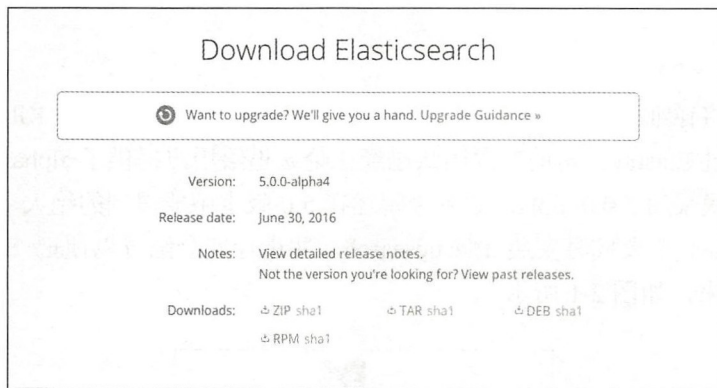 Download Elasticsearch
Want to upgrade? We'll give you a hand. Upgrade Guidance »
Version: 5.0.0-alpha4
Release date: June 30, 2016
Notes: View detailed release notes.
Not the version you're looking for? View past releases.
Downloads: ZIP sha1 TAR sha1 DEB sha1
RPM sha1